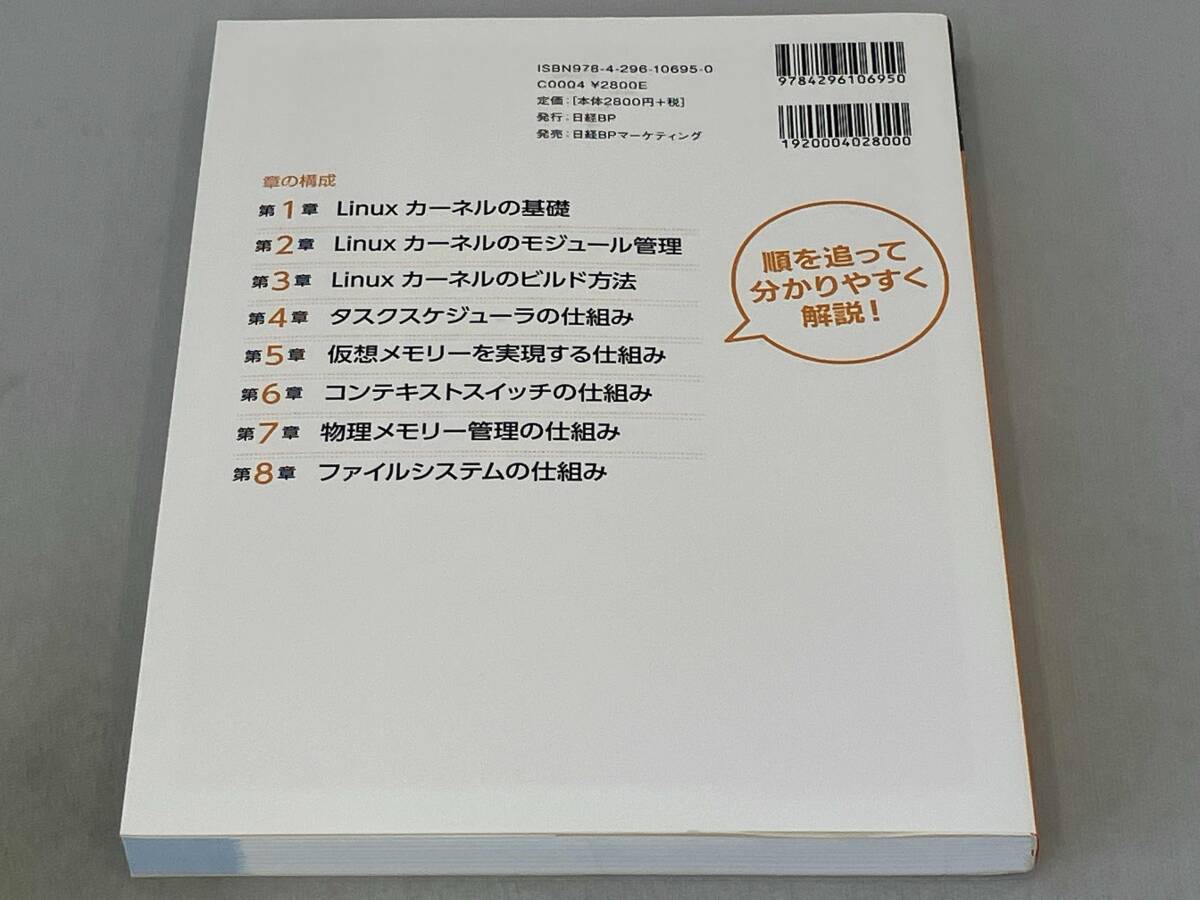 ISBN978-4-296-10695-0
C0004 ¥2800E
定価:[本体2800円+税]
発行:日経BP
発売:日経BPマーケティング
9784296106950
1920004028000
章の構成
第1章 Linux カーネルの基礎
第2章 Linux カーネルのモジュール管理
第3章 Linux カーネルのビルド方法
第4章 タスクスケジューラの仕組み
第5章 仮想メモリーを実現する仕組み
第6章 コンテキストスイッチの仕組み
第7章 物理メモリー管理の仕組み
第8章 ファイルシステムの仕組み
順を追って
分かりやすく
解説!